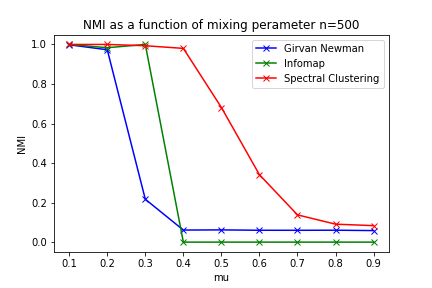 NMI as a function of mixing perameter n=500
Girvan Newman
Infomap
Spectral Clustering
NMI
1.0
0.8
0.6
0.4
0.2
0.0
0.1 0.2 0.3 0.4 0.5 0.6 0.7 0.8 0.9
mu